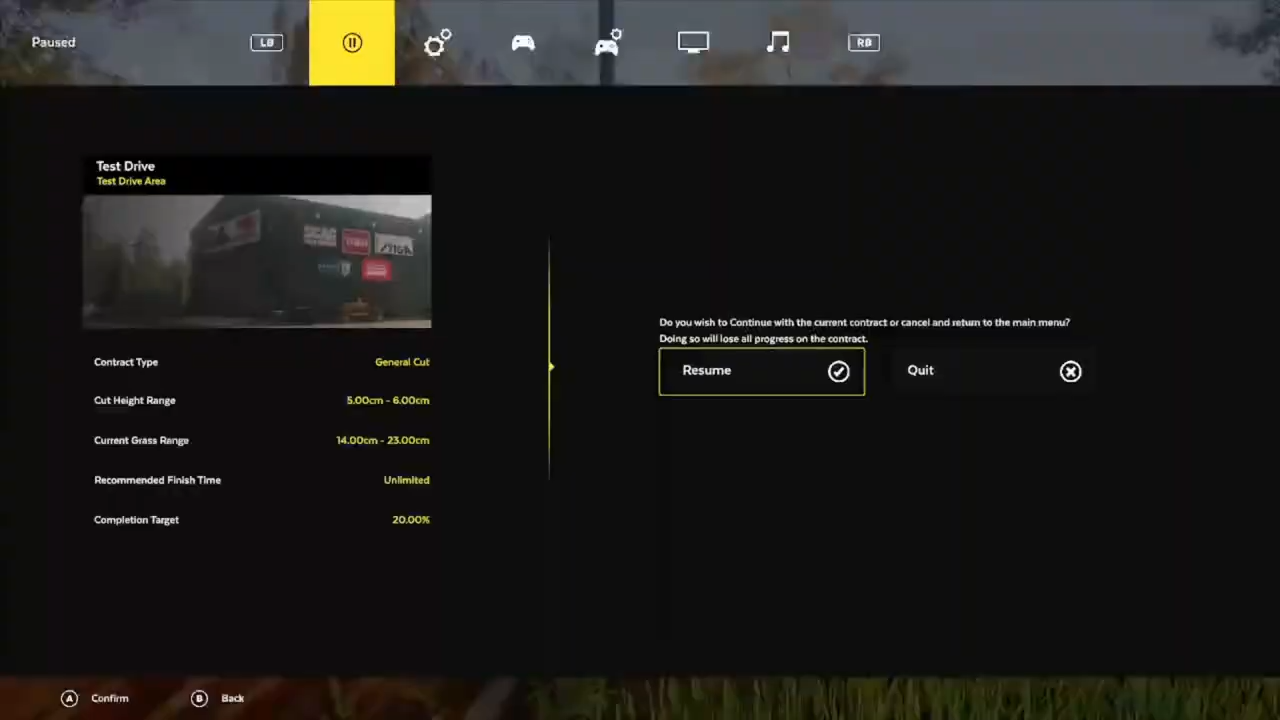 Paused
LB
RB
Test Drive
Test Drive Area
SCAG
STIGA
Contract Type
General Cut
Cut Height Range
5.00cm - 6.00cm
Current Grass Range
14.00cm - 23.00cm
Recommended Finish Time
Unlimited
Completion Target
20.00%
Do you wish to Continue with the current contract or cancel and return to the main menu?
Doing so will lose all progress on the contract.
Resume
Quit
A Confirm
B Back